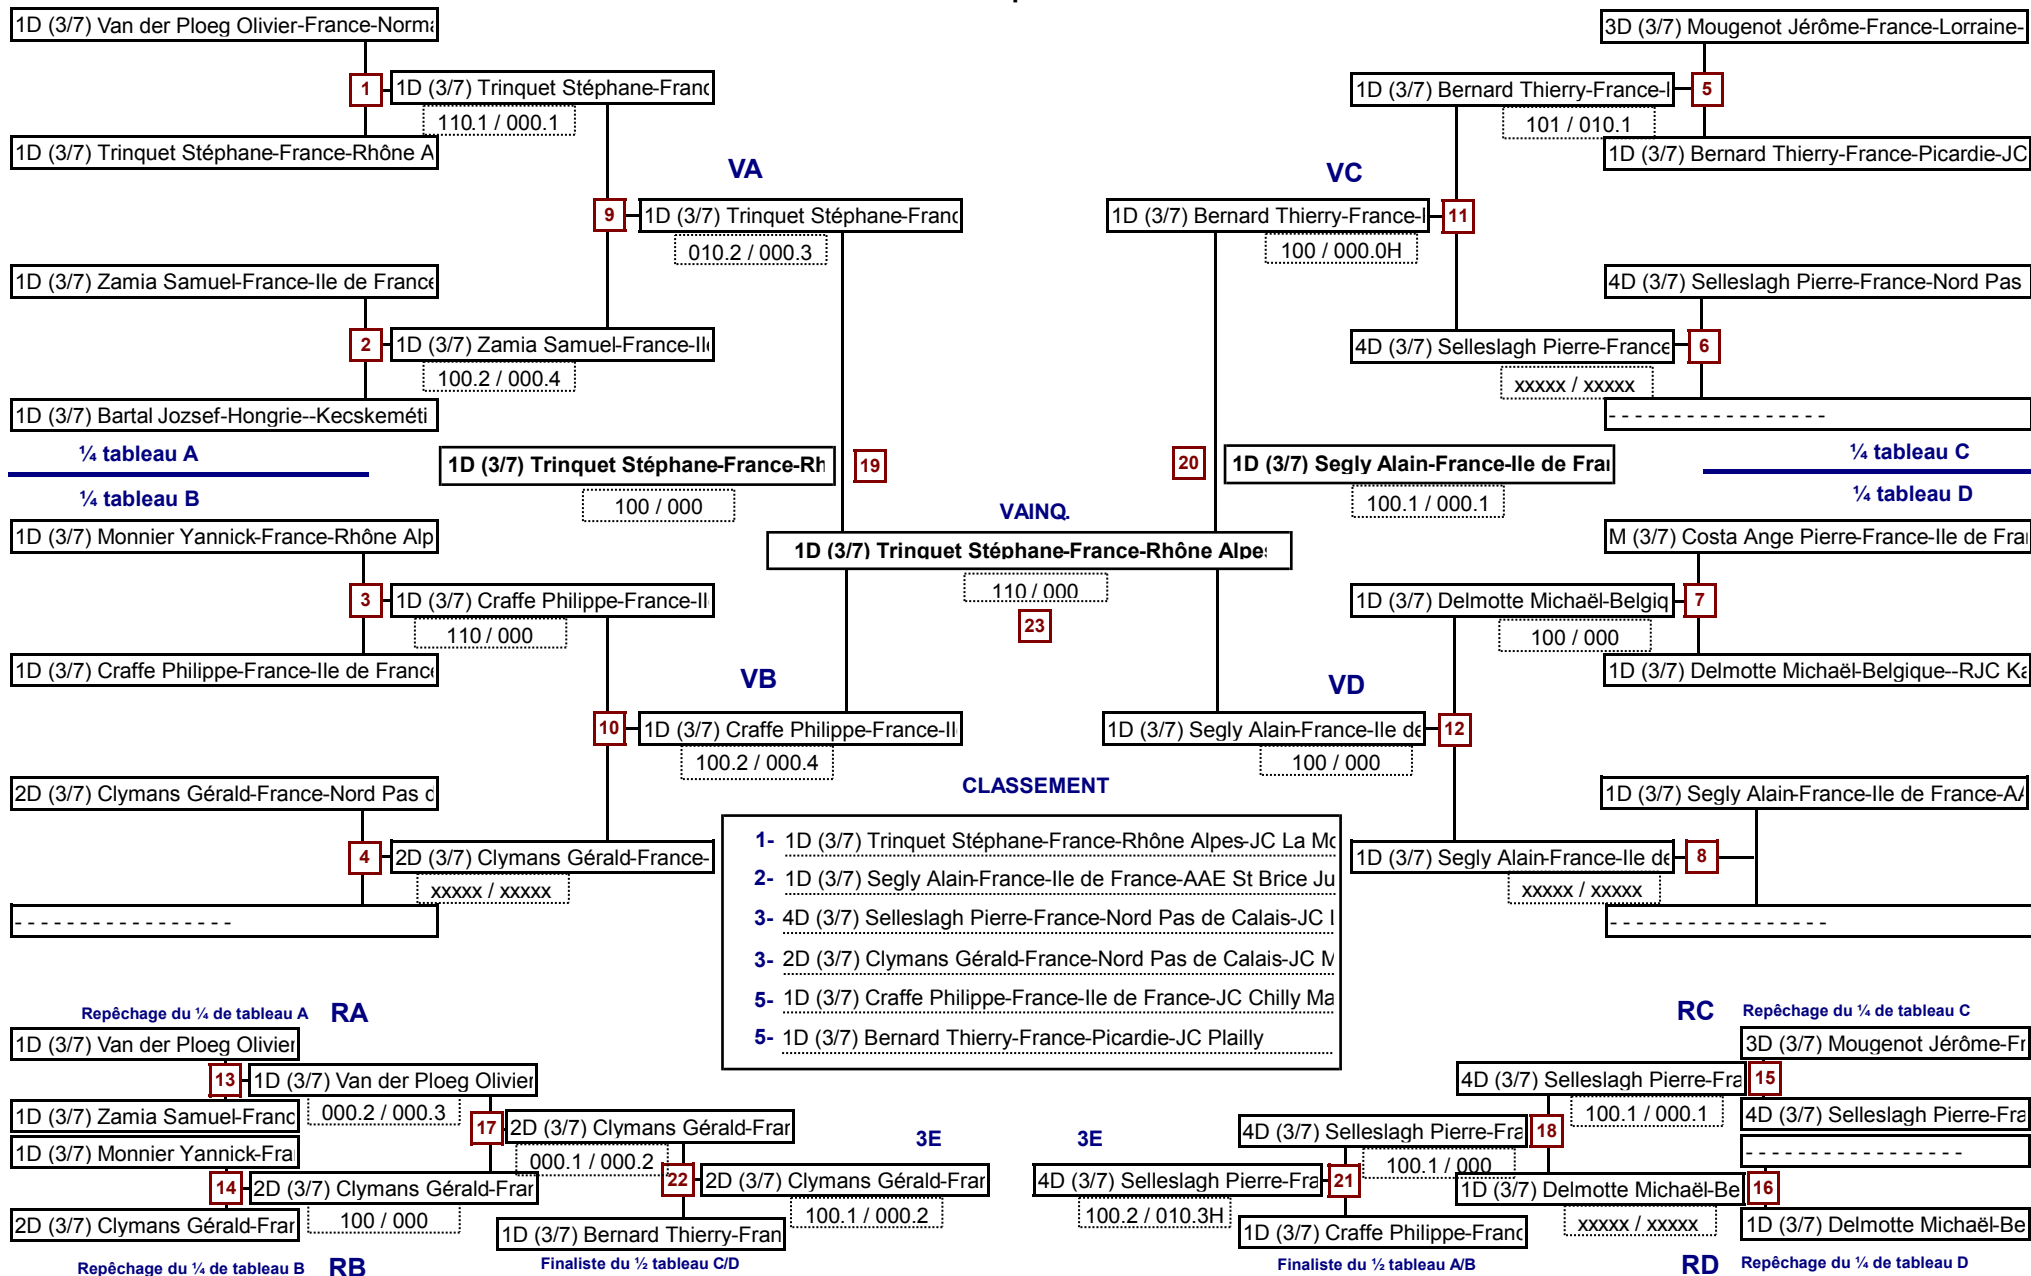 1D (3/7) Van der Ploeg Olivier-France-Norma
1
1D (3/7) Trinquet Stéphane-Franc
110.1 / 000.1
1D (3/7) Trinquet Stéphane-France-Rhône A
VA
9
1D (3/7) Trinquet Stéphane-Franc
010.2 / 000.3
1D (3/7) Zamia Samuel-France-Ile de France
2
1D (3/7) Zamia Samuel-France-Ile
100.2 / 000.4
1D (3/7) Bartal Jozsef-Hongrie--Kecskeméti
¼ tableau A
¼ tableau B
1D (3/7) Trinquet Stéphane-France-Rh
19
100 / 000
1D (3/7) Monnier Yannick-France-Rhône Alp
3
1D (3/7) Craffe Philippe-France-Il
110 / 000
1D (3/7) Craffe Philippe-France-Ile de France
VB
10
1D (3/7) Craffe Philippe-France-Il
100.2 / 000.4
2D (3/7) Clymans Gérald-France-Nord Pas d
4
2D (3/7) Clymans Gérald-France-
xxxxx / xxxxx
- - - - - - - - - - - - - - - - -
3D (3/7) Mougenot Jérôme-France-Lorraine-
1D (3/7) Bernard Thierry-France-I
5
101 / 010.1
1D (3/7) Bernard Thierry-France-Picardie-JC
VC
1D (3/7) Bernard Thierry-France-I
11
100 / 000.0H
4D (3/7) Selleslagh Pierre-France-Nord Pas
4D (3/7) Selleslagh Pierre-France
6
xxxxx / xxxxx
- - - - - - - - - - - - - - - - -
20
1D (3/7) Segly Alain-France-Ile de Fran
100.1 / 000.1
¼ tableau C
¼ tableau D
VAINQ.
1D (3/7) Trinquet Stéphane-France-Rhône Alpes
110 / 000
23
M (3/7) Costa Ange Pierre-France-Ile de Fran
1D (3/7) Delmotte Michaël-Belgiq
7
100 / 000
1D (3/7) Delmotte Michaël-Belgique--RJC Ka
VD
1D (3/7) Segly Alain-France-Ile de
12
100 / 000
1D (3/7) Segly Alain-France-Ile de France-AA
1D (3/7) Segly Alain-France-Ile de
8
xxxxx / xxxxx
- - - - - - - - - - - - - - - - -
CLASSEMENT
1- 1D (3/7) Trinquet Stéphane-France-Rhône Alpes-JC La Mo
2- 1D (3/7) Segly Alain-France-Ile de France-AAE St Brice Ju
3- 4D (3/7) Selleslagh Pierre-France-Nord Pas de Calais-JC L
3- 2D (3/7) Clymans Gérald-France-Nord Pas de Calais-JC M
5- 1D (3/7) Craffe Philippe-France-Ile de France-JC Chilly Ma
5- 1D (3/7) Bernard Thierry-France-Picardie-JC Plailly
Repêchage du ¼ de tableau A RA
1D (3/7) Van der Ploeg Olivier
13
1D (3/7) Van der Ploeg Olivier
1D (3/7) Zamia Samuel-Franc
000.2 / 000.3
17
2D (3/7) Clymans Gérald-Fran
000.1 / 000.2
1D (3/7) Monnier Yannick-Fra
14
2D (3/7) Clymans Gérald-Fran
2D (3/7) Clymans Gérald-Fran
100 / 000
22
3E
2D (3/7) Clymans Gérald-Fran
100.1 / 000.2
1D (3/7) Bernard Thierry-Fran
Repêchage du ¼ de tableau B RB
Finaliste du ½ tableau C/D
RC Repêchage du ¼ de tableau C
3D (3/7) Mougenot Jérôme-Fr
4D (3/7) Selleslagh Pierre-Fra
15
100.1 / 000.1
4D (3/7) Selleslagh Pierre-Fra
4D (3/7) Selleslagh Pierre-Fra
18
100.1 / 000
- - - - - - - - - - - - - - - - -
3E
4D (3/7) Selleslagh Pierre-Fra
21
100.2 / 010.3H
1D (3/7) Delmotte Michaël-Be
16
xxxxx / xxxxx
1D (3/7) Delmotte Michaël-Be
1D (3/7) Craffe Philippe-Franc
Finaliste du ½ tableau A/B
RD Repêchage du ¼ de tableau D